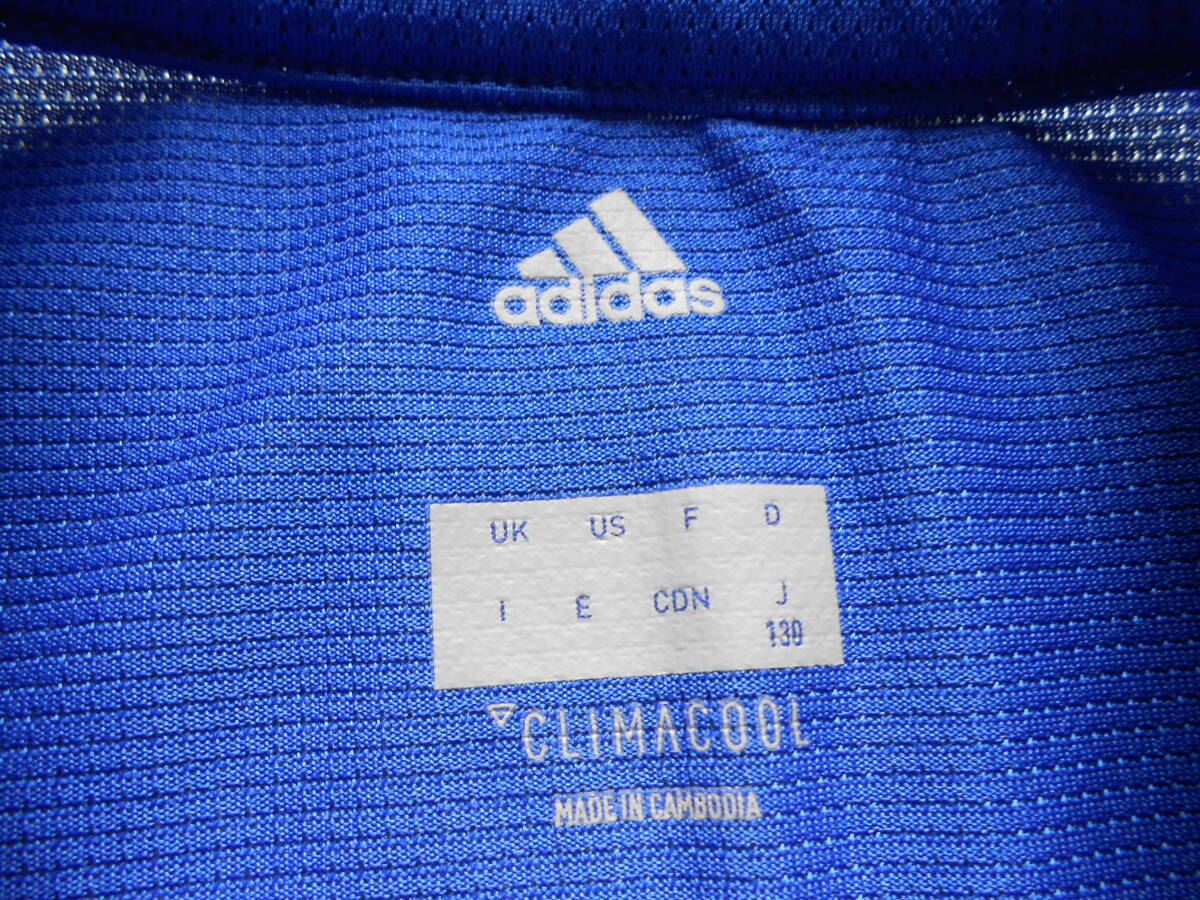 adidas
UK US F D
I E CDN J
130
CLIMACOOL
MADE IN CAMBODIA